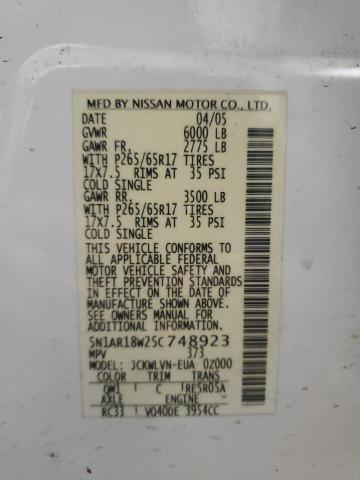 MFD BY NISSAN MOTOR CO., LTD.
DATE 04/05
GVWR 6000 LB
GAWR FR. 2775 LB
WITH P265/65R17 TIRES
17X7.5 RIMS AT 35 PSI
COLD SINGLE
GAWR RR. 3500 LB
WITH P265/65R17 TIRES
17X7.5 RIMS AT 35 PSI
COLD SINGLE
THIS VEHICLE CONFORMS TO
ALL APPLICABLE FEDERAL
MOTOR VEHICLE SAFETY AND
THEFT PREVENTION STANDARDS
IN EFFECT ON THE DATE OF
MANUFACTURE SHOWN ABOVE.
SEE OWNERS MANUAL FOR
ADDITIONAL INFORMATION
5N1AR18W25C748923
MPV 373
MODEL: JCKWLVN-EUA 0Z000
COLOR TRIM TRANS
QM1 C RE5R05A
AXLE ENGINE
RC33 VQ40DE 3954CC